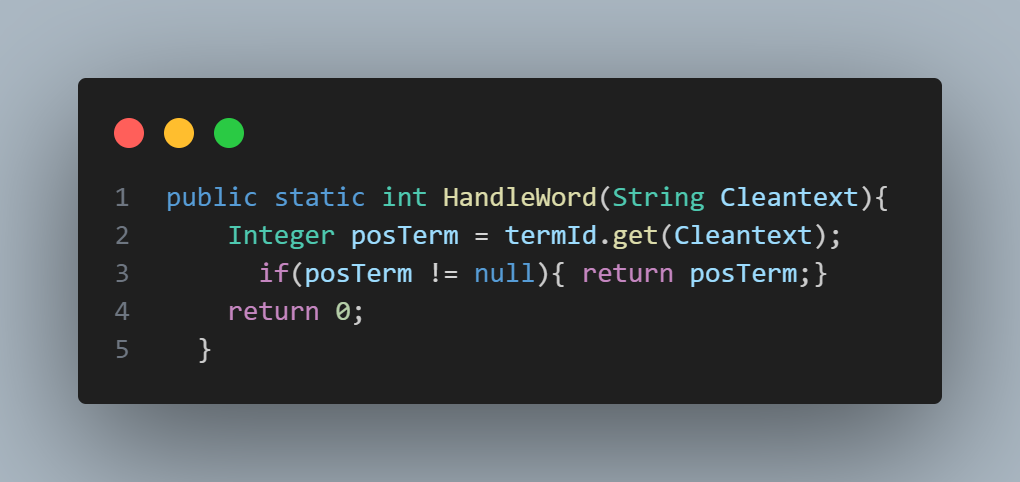 1 public static int HandleWord(String Cleantext){
2 Integer posTerm = termId.get(Cleantext);
3 if(posTerm != null){ return posTerm;}
4 return 0;
5 }